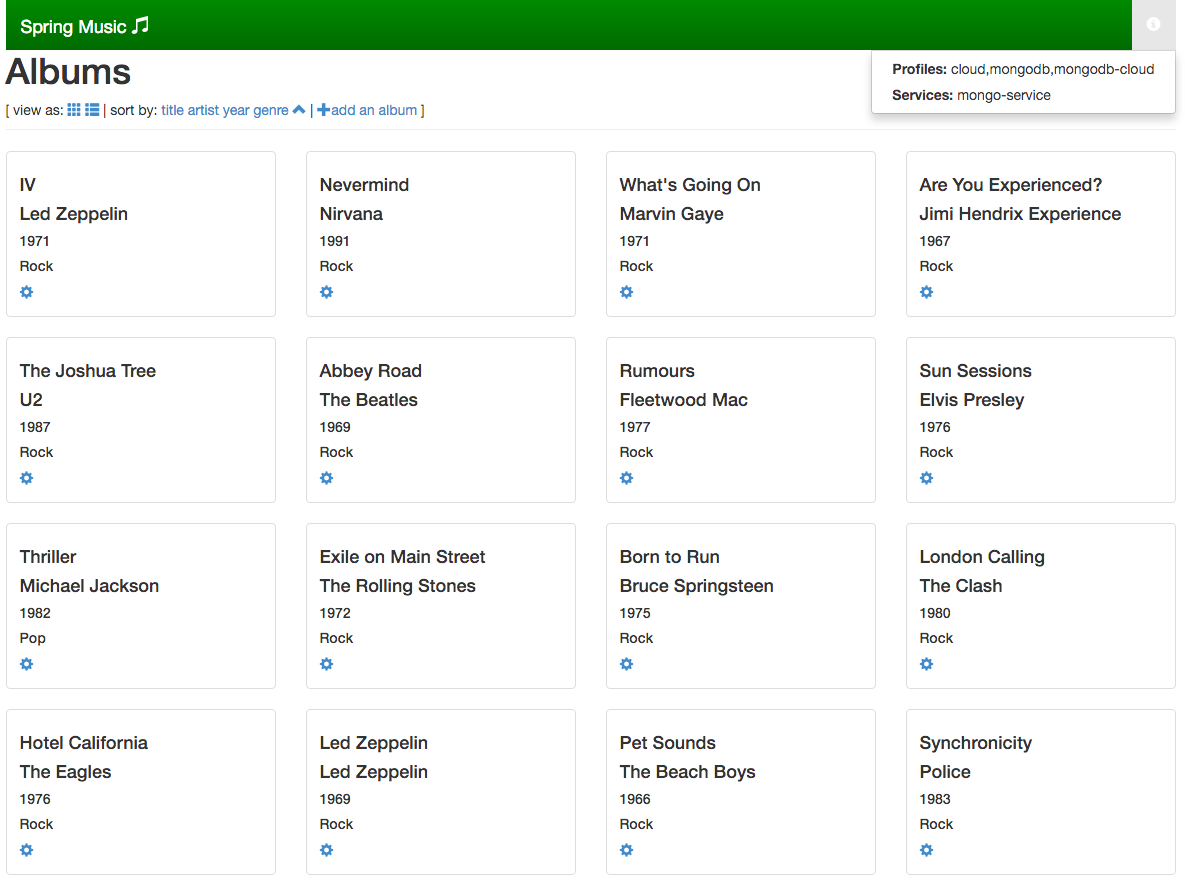 Spring Music
Albums
Profiles: cloud,mongodb,mongodb-cloud
Services: mongo-service
[ view as: | sort by: title artist year genre | add an album ]
IV
Led Zeppelin
1971
Rock
Nevermind
Nirvana
1991
Rock
What's Going On
Marvin Gaye
1971
Rock
Are You Experienced?
Jimi Hendrix Experience
1967
Rock
The Joshua Tree
U2
1987
Rock
Abbey Road
The Beatles
1969
Rock
Rumours
Fleetwood Mac
1977
Rock
Sun Sessions
Elvis Presley
1976
Rock
Thriller
Michael Jackson
1982
Pop
Exile on Main Street
The Rolling Stones
1972
Rock
Born to Run
Bruce Springsteen
1975
Rock
London Calling
The Clash
1980
Rock
Hotel California
The Eagles
1976
Rock
Led Zeppelin
Led Zeppelin
1969
Rock
Pet Sounds
The Beach Boys
1966
Rock
Synchronicity
Police
1983
Rock